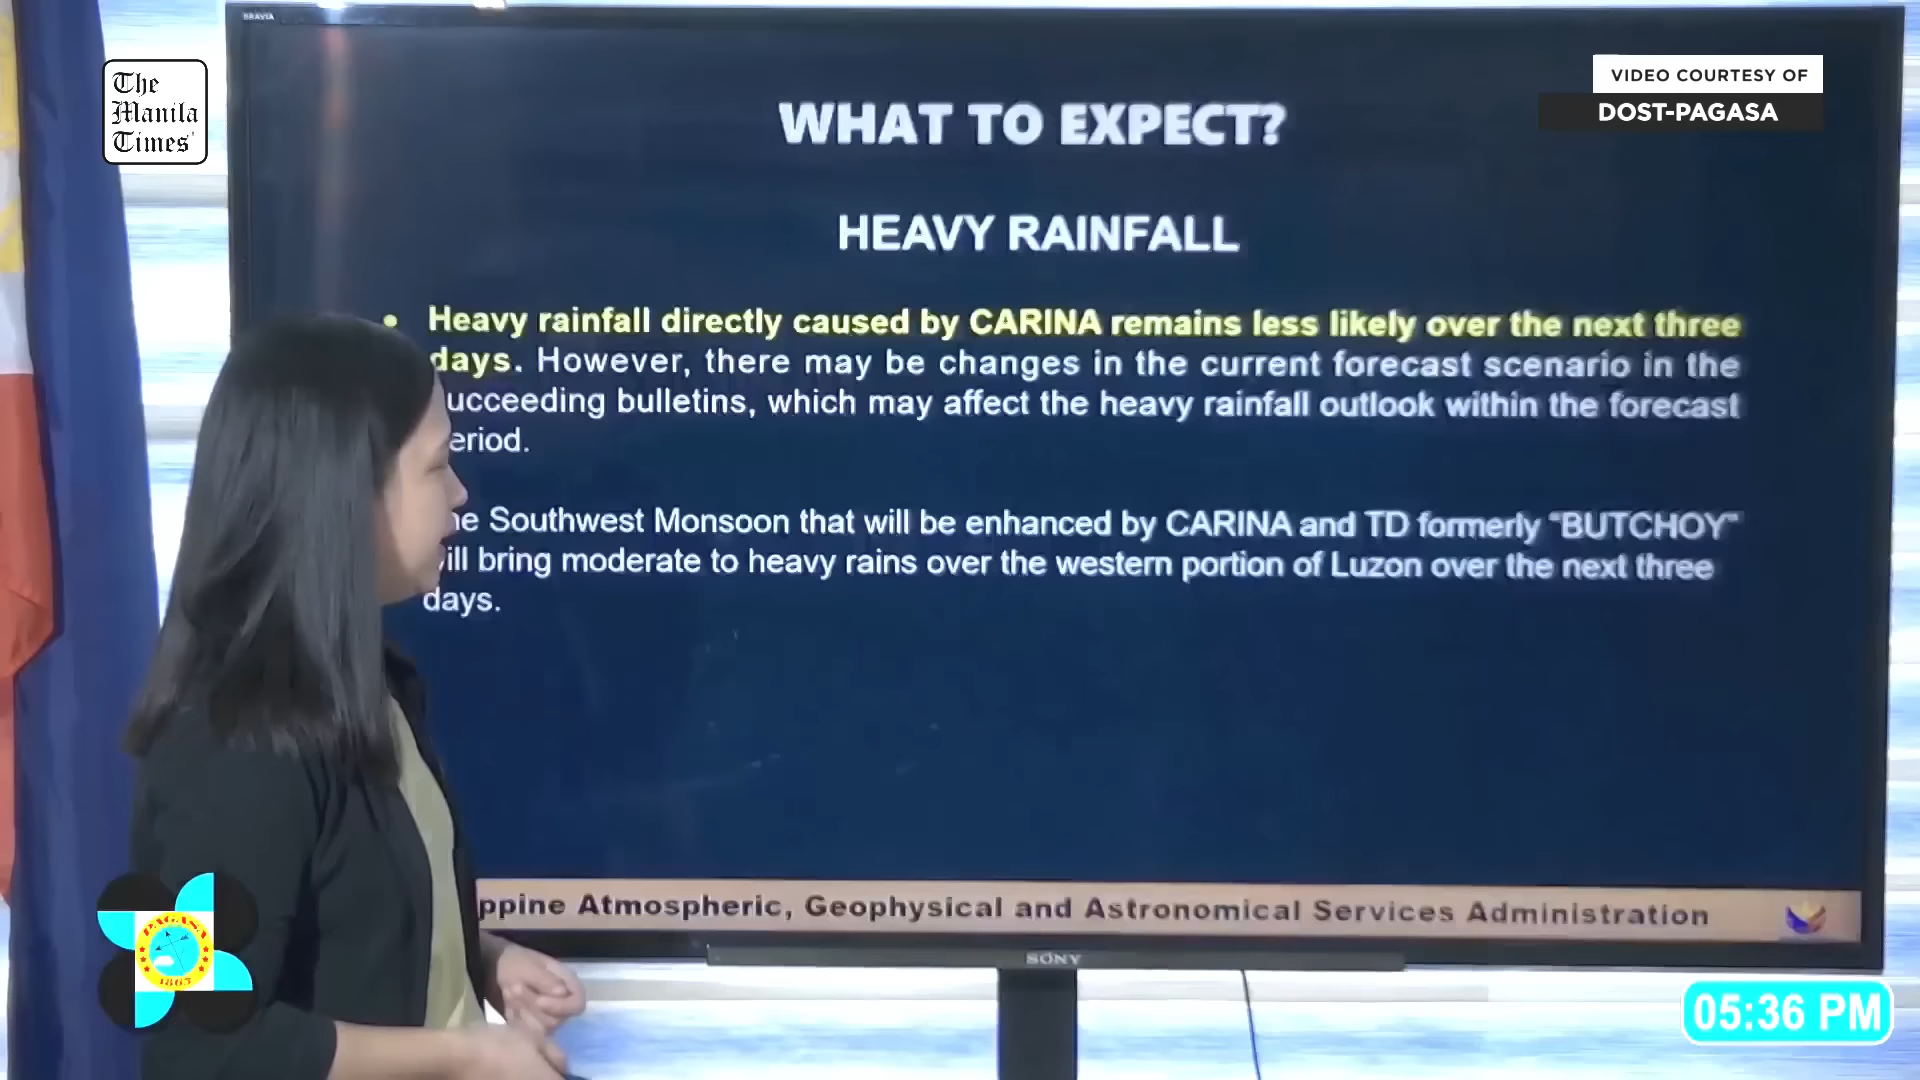 BRAVIA
The
Manila
Times
VIDEO COURTESY OF
DOST-PAGASA
WHAT TO EXPECT?
HEAVY RAINFALL
• Heavy rainfall directly caused by CARINA remains less likely over the next three
days. However, there may be changes in the current forecast scenario in the
ucceeding bulletins, which may affect the heavy rainfall outlook within the forecast
eriod.
he Southwest Monsoon that will be enhanced by CARINA and TD formerly "BUTCHOY"
ill bring moderate to heavy rains over the western portion of Luzon over the next three
days.
ppine Atmospheric, Geophysical and Astronomical Services Administration
SONY
PAGASA
1865
05:36 PM